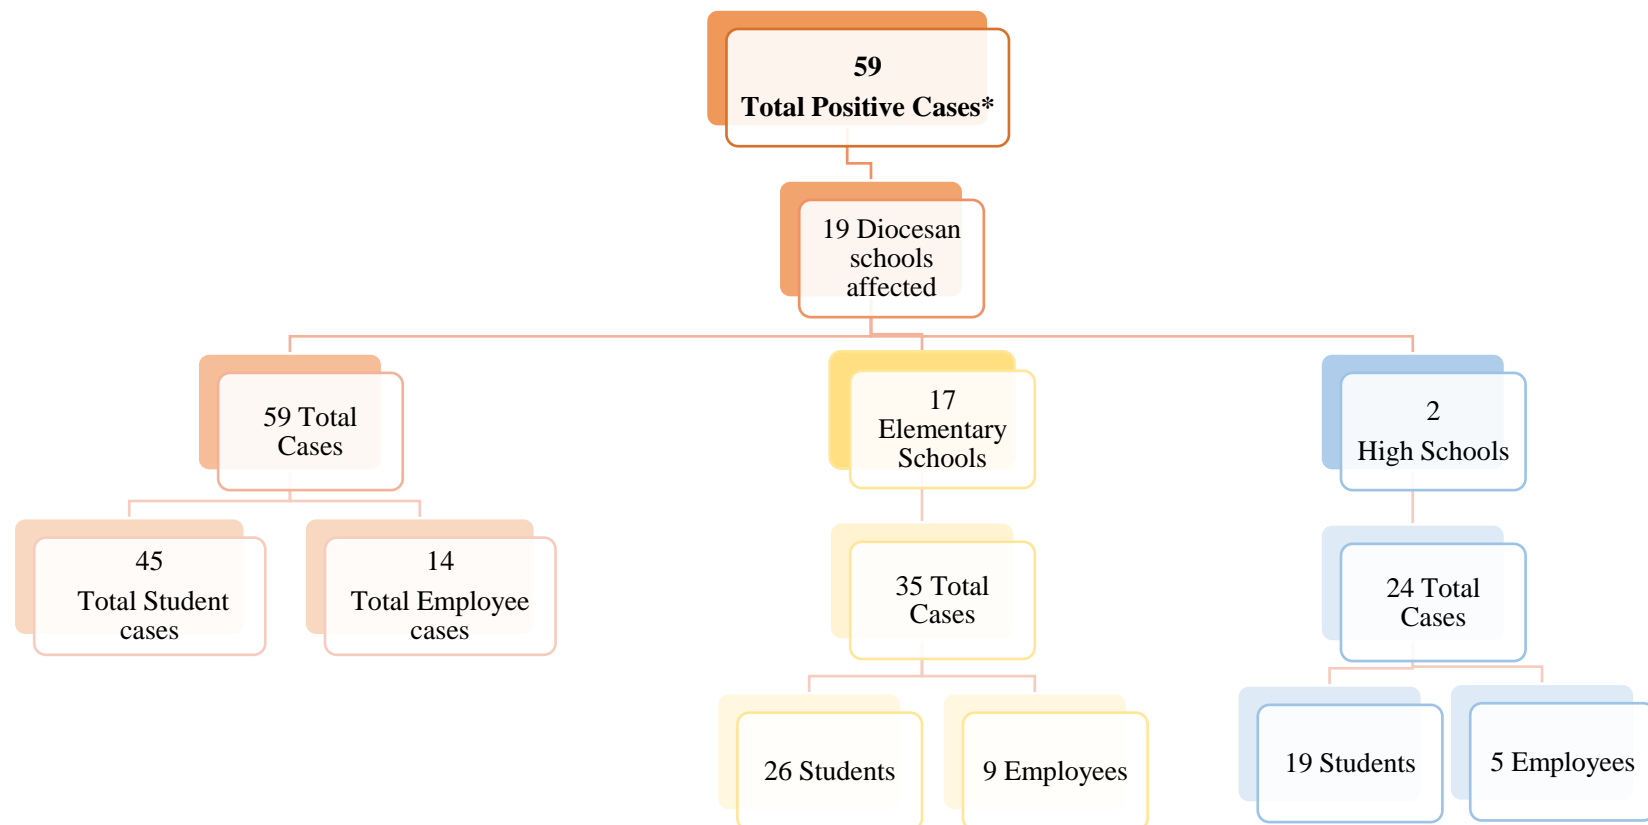 59
Total Positive Cases*
19 Diocesan
schools
affected
59 Total
Cases
17
Elementary
Schools
2
High Schools
45
Total Student
cases
14
Total Employee
cases
35 Total
Cases
24 Total
Cases
26 Students
9 Employees
19 Students
5 Employees